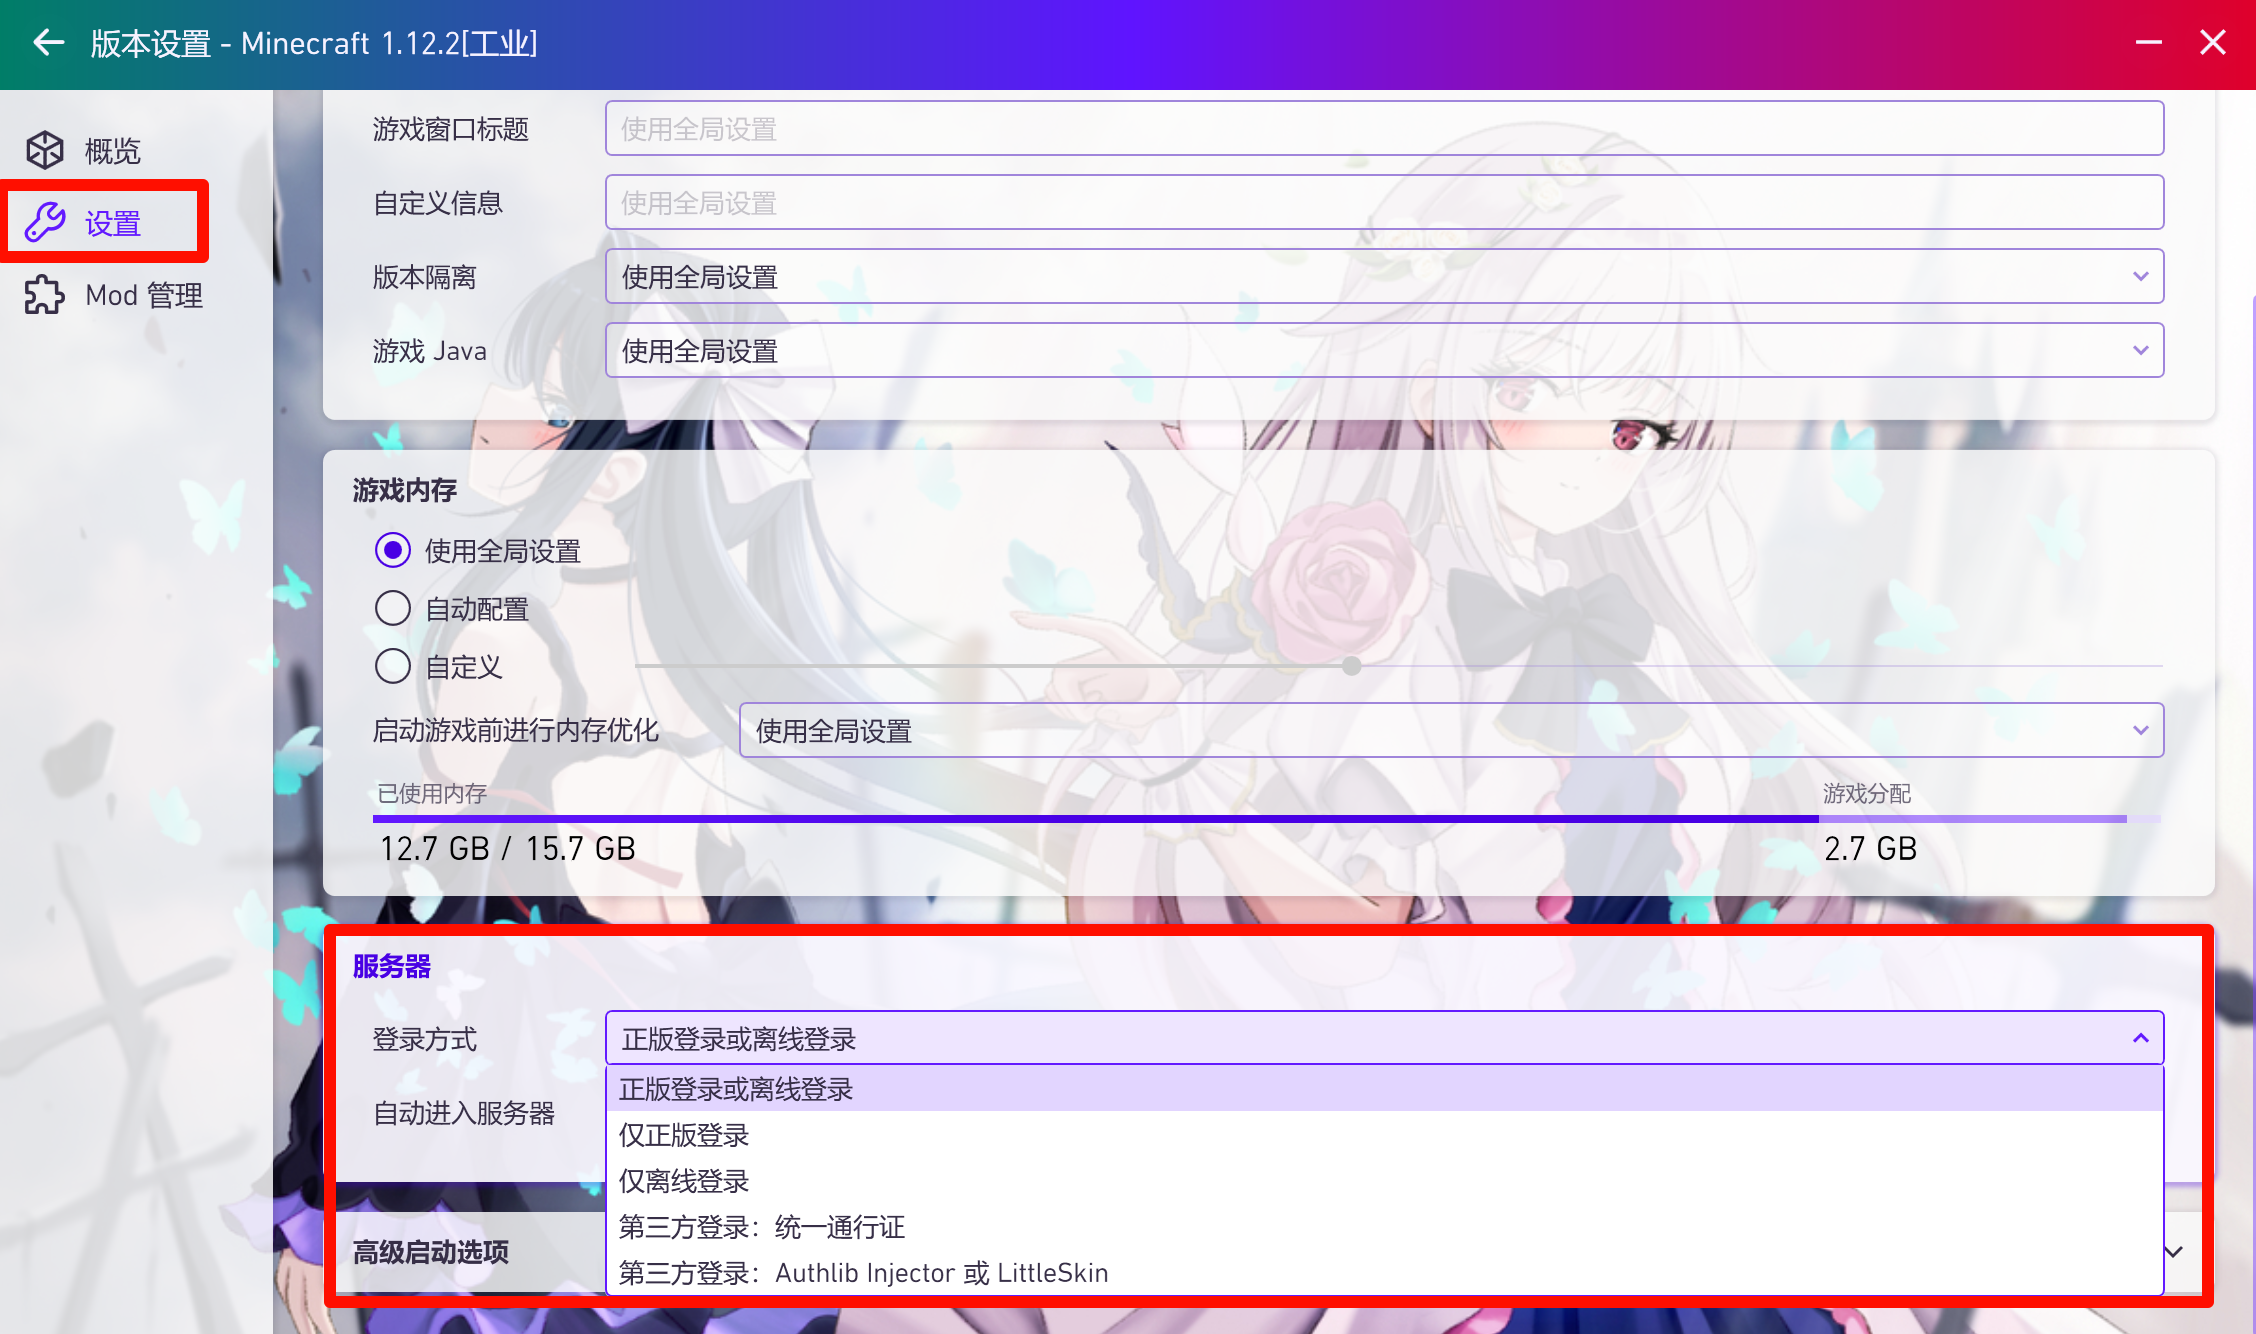 版本设置 - Minecraft 1.12.2[工业]
概览
设置
Mod 管理
游戏窗口标题
使用全局设置
自定义信息
使用全局设置
版本隔离
使用全局设置
游戏 Java
使用全局设置
游戏内存
使用全局设置
自动配置
自定义
启动游戏前进行内存优化
使用全局设置
已使用内存
游戏分配
12.7 GB / 15.7 GB
2.7 GB
服务器
登录方式
正版登录或离线登录
正版登录或离线登录
自动进入服务器
仅正版登录
仅离线登录
第三方登录：统一通行证
高级启动选项
第三方登录：Authlib Injector 或 LittleSkin